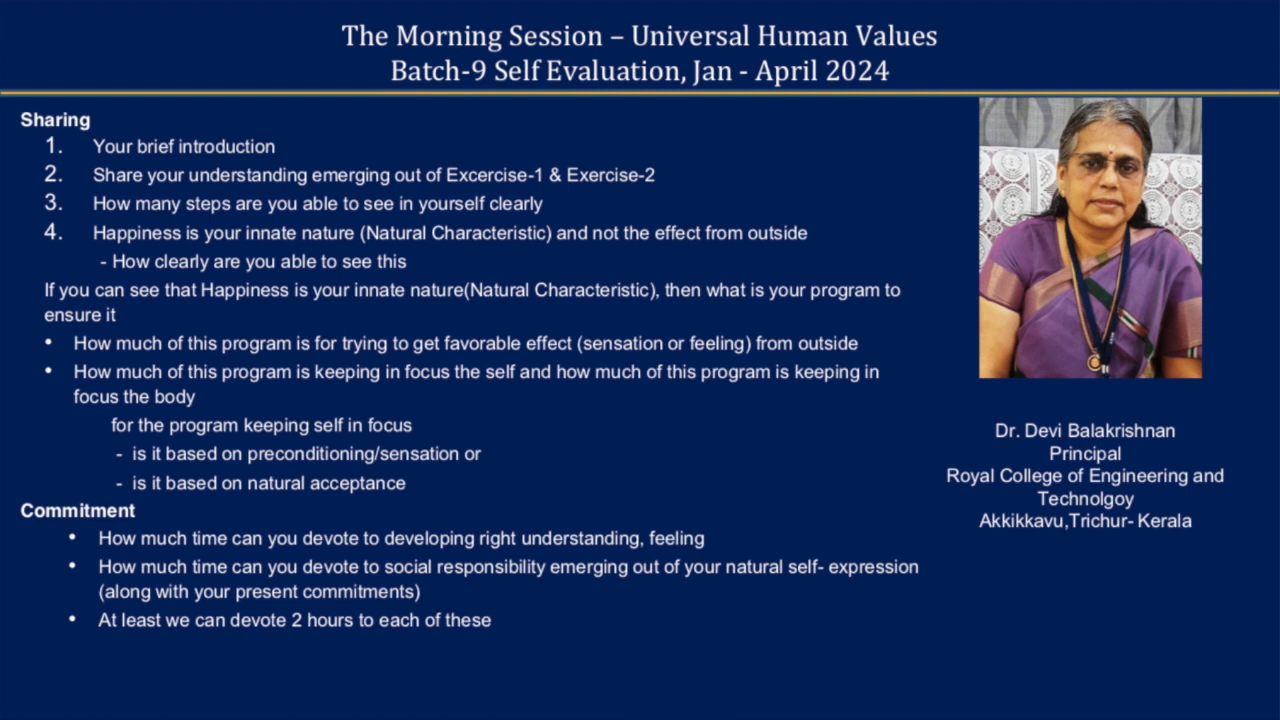 The Morning Session – Universal Human Values
Batch-9 Self Evaluation, Jan - April 2024
Sharing
1. Your brief introduction
2. Share your understanding emerging out of Excercise-1 & Exercise-2
3. How many steps are you able to see in yourself clearly
4. Happiness is your innate nature (Natural Characteristic) and not the effect from outside
- How clearly are you able to see this
If you can see that Happiness is your innate nature(Natural Characteristic), then what is your program to
ensure it
• How much of this program is for trying to get favorable effect (sensation or feeling) from outside
• How much of this program is keeping in focus the self and how much of this program is keeping in
focus the body
for the program keeping self in focus
- is it based on preconditioning/sensation or
- is it based on natural acceptance
Commitment
• How much time can you devote to developing right understanding, feeling
• How much time can you devote to social responsibility emerging out of your natural self- expression
(along with your present commitments)
• At least we can devote 2 hours to each of these
Dr. Devi Balakrishnan
Principal
Royal College of Engineering and
Technolgoy
Akkikkavu,Trichur- Kerala